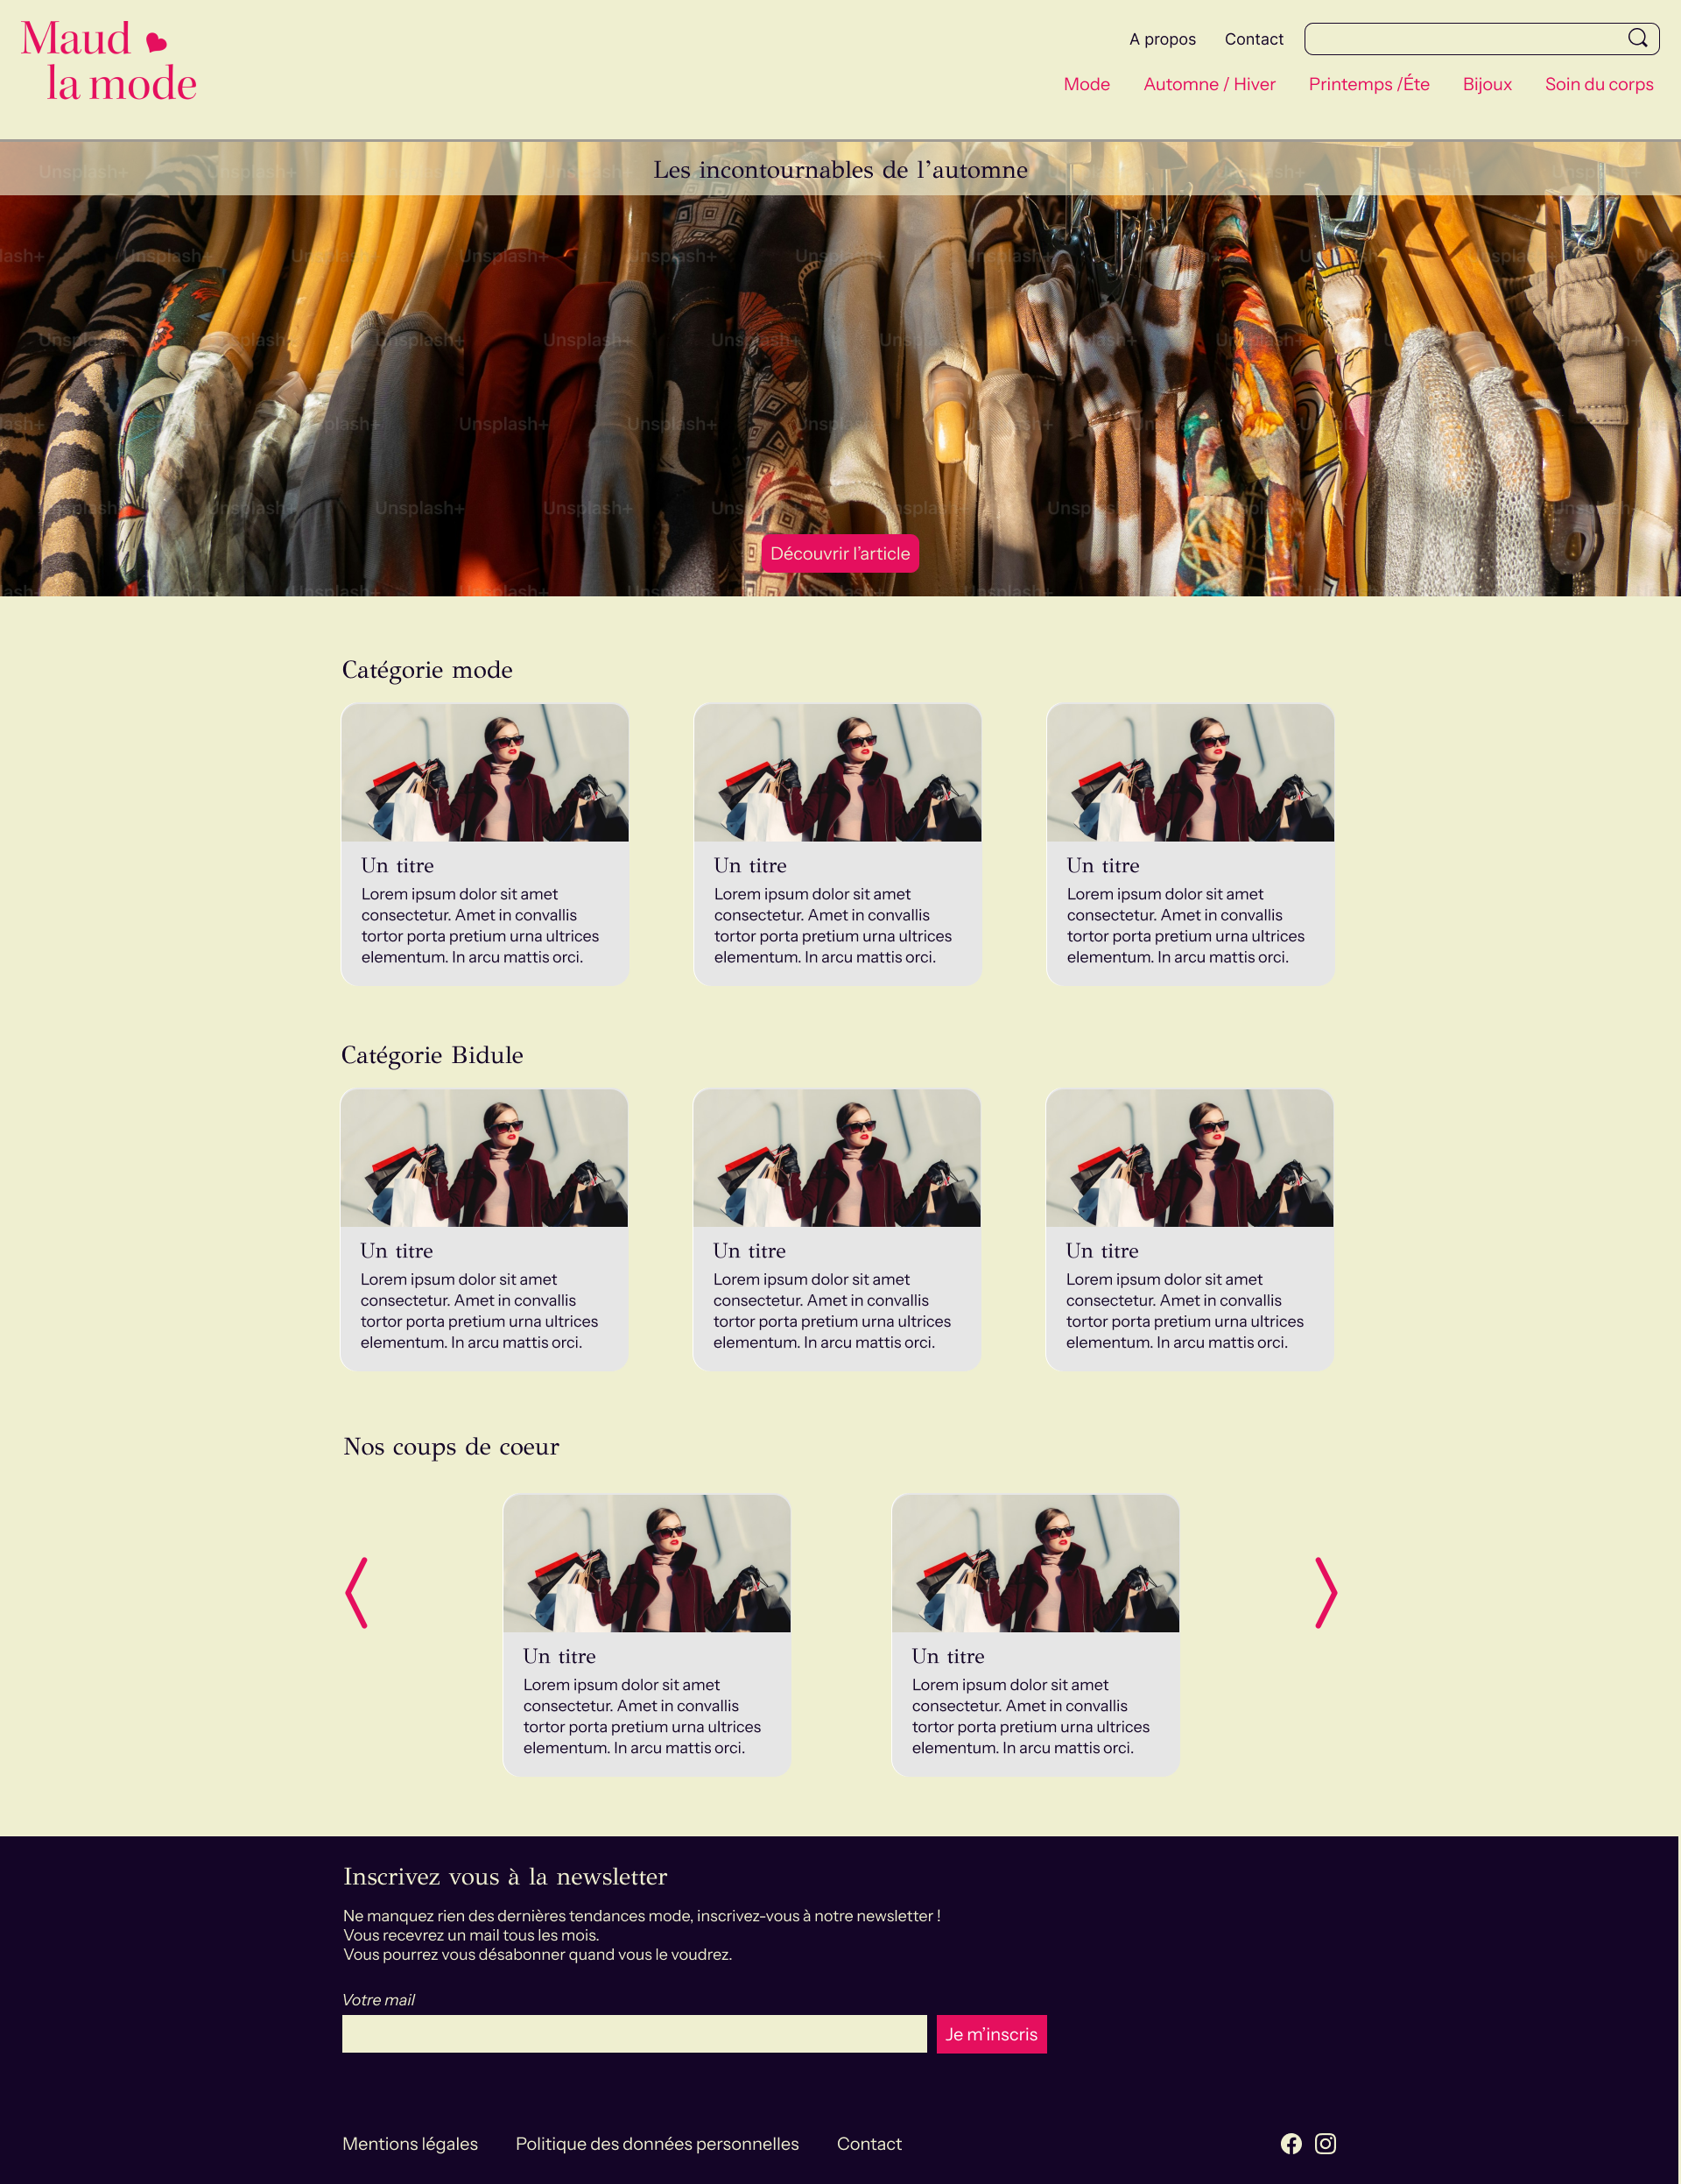 Maud
la mode
A propos Contact
Mode Automne / Hiver Printemps /Éte Bijoux Soin du corps
Les incontournables de l'automne
Unsplash+
Découvrir l'article
Catégorie mode
Un titre
Lorem ipsum dolor sit amet
consectetur. Amet in convallis
tortor porta pretium urna ultrices
elementum. In arcu mattis orci.
Un titre
Lorem ipsum dolor sit amet
consectetur. Amet in convallis
tortor porta pretium urna ultrices
elementum. In arcu mattis orci.
Un titre
Lorem ipsum dolor sit amet
consectetur. Amet in convallis
tortor porta pretium urna ultrices
elementum. In arcu mattis orci.
Catégorie Bidule
Un titre
Lorem ipsum dolor sit amet
consectetur. Amet in convallis
tortor porta pretium urna ultrices
elementum. In arcu mattis orci.
Un titre
Lorem ipsum dolor sit amet
consectetur. Amet in convallis
tortor porta pretium urna ultrices
elementum. In arcu mattis orci.
Un titre
Lorem ipsum dolor sit amet
consectetur. Amet in convallis
tortor porta pretium urna ultrices
elementum. In arcu mattis orci.
Nos coups de coeur
Un titre
Lorem ipsum dolor sit amet
consectetur. Amet in convallis
tortor porta pretium urna ultrices
elementum. In arcu mattis orci.
Un titre
Lorem ipsum dolor sit amet
consectetur. Amet in convallis
tortor porta pretium urna ultrices
elementum. In arcu mattis orci.
Inscrivez vous à la newsletter
Ne manquez rien des dernières tendances mode, inscrivez-vous à notre newsletter !
Vous recevrez un mail tous les mois.
Vous pourrez vous désabonner quand vous le voudrez.
Votre mail
Je m'inscris
Mentions légales Politique des données personnelles Contact